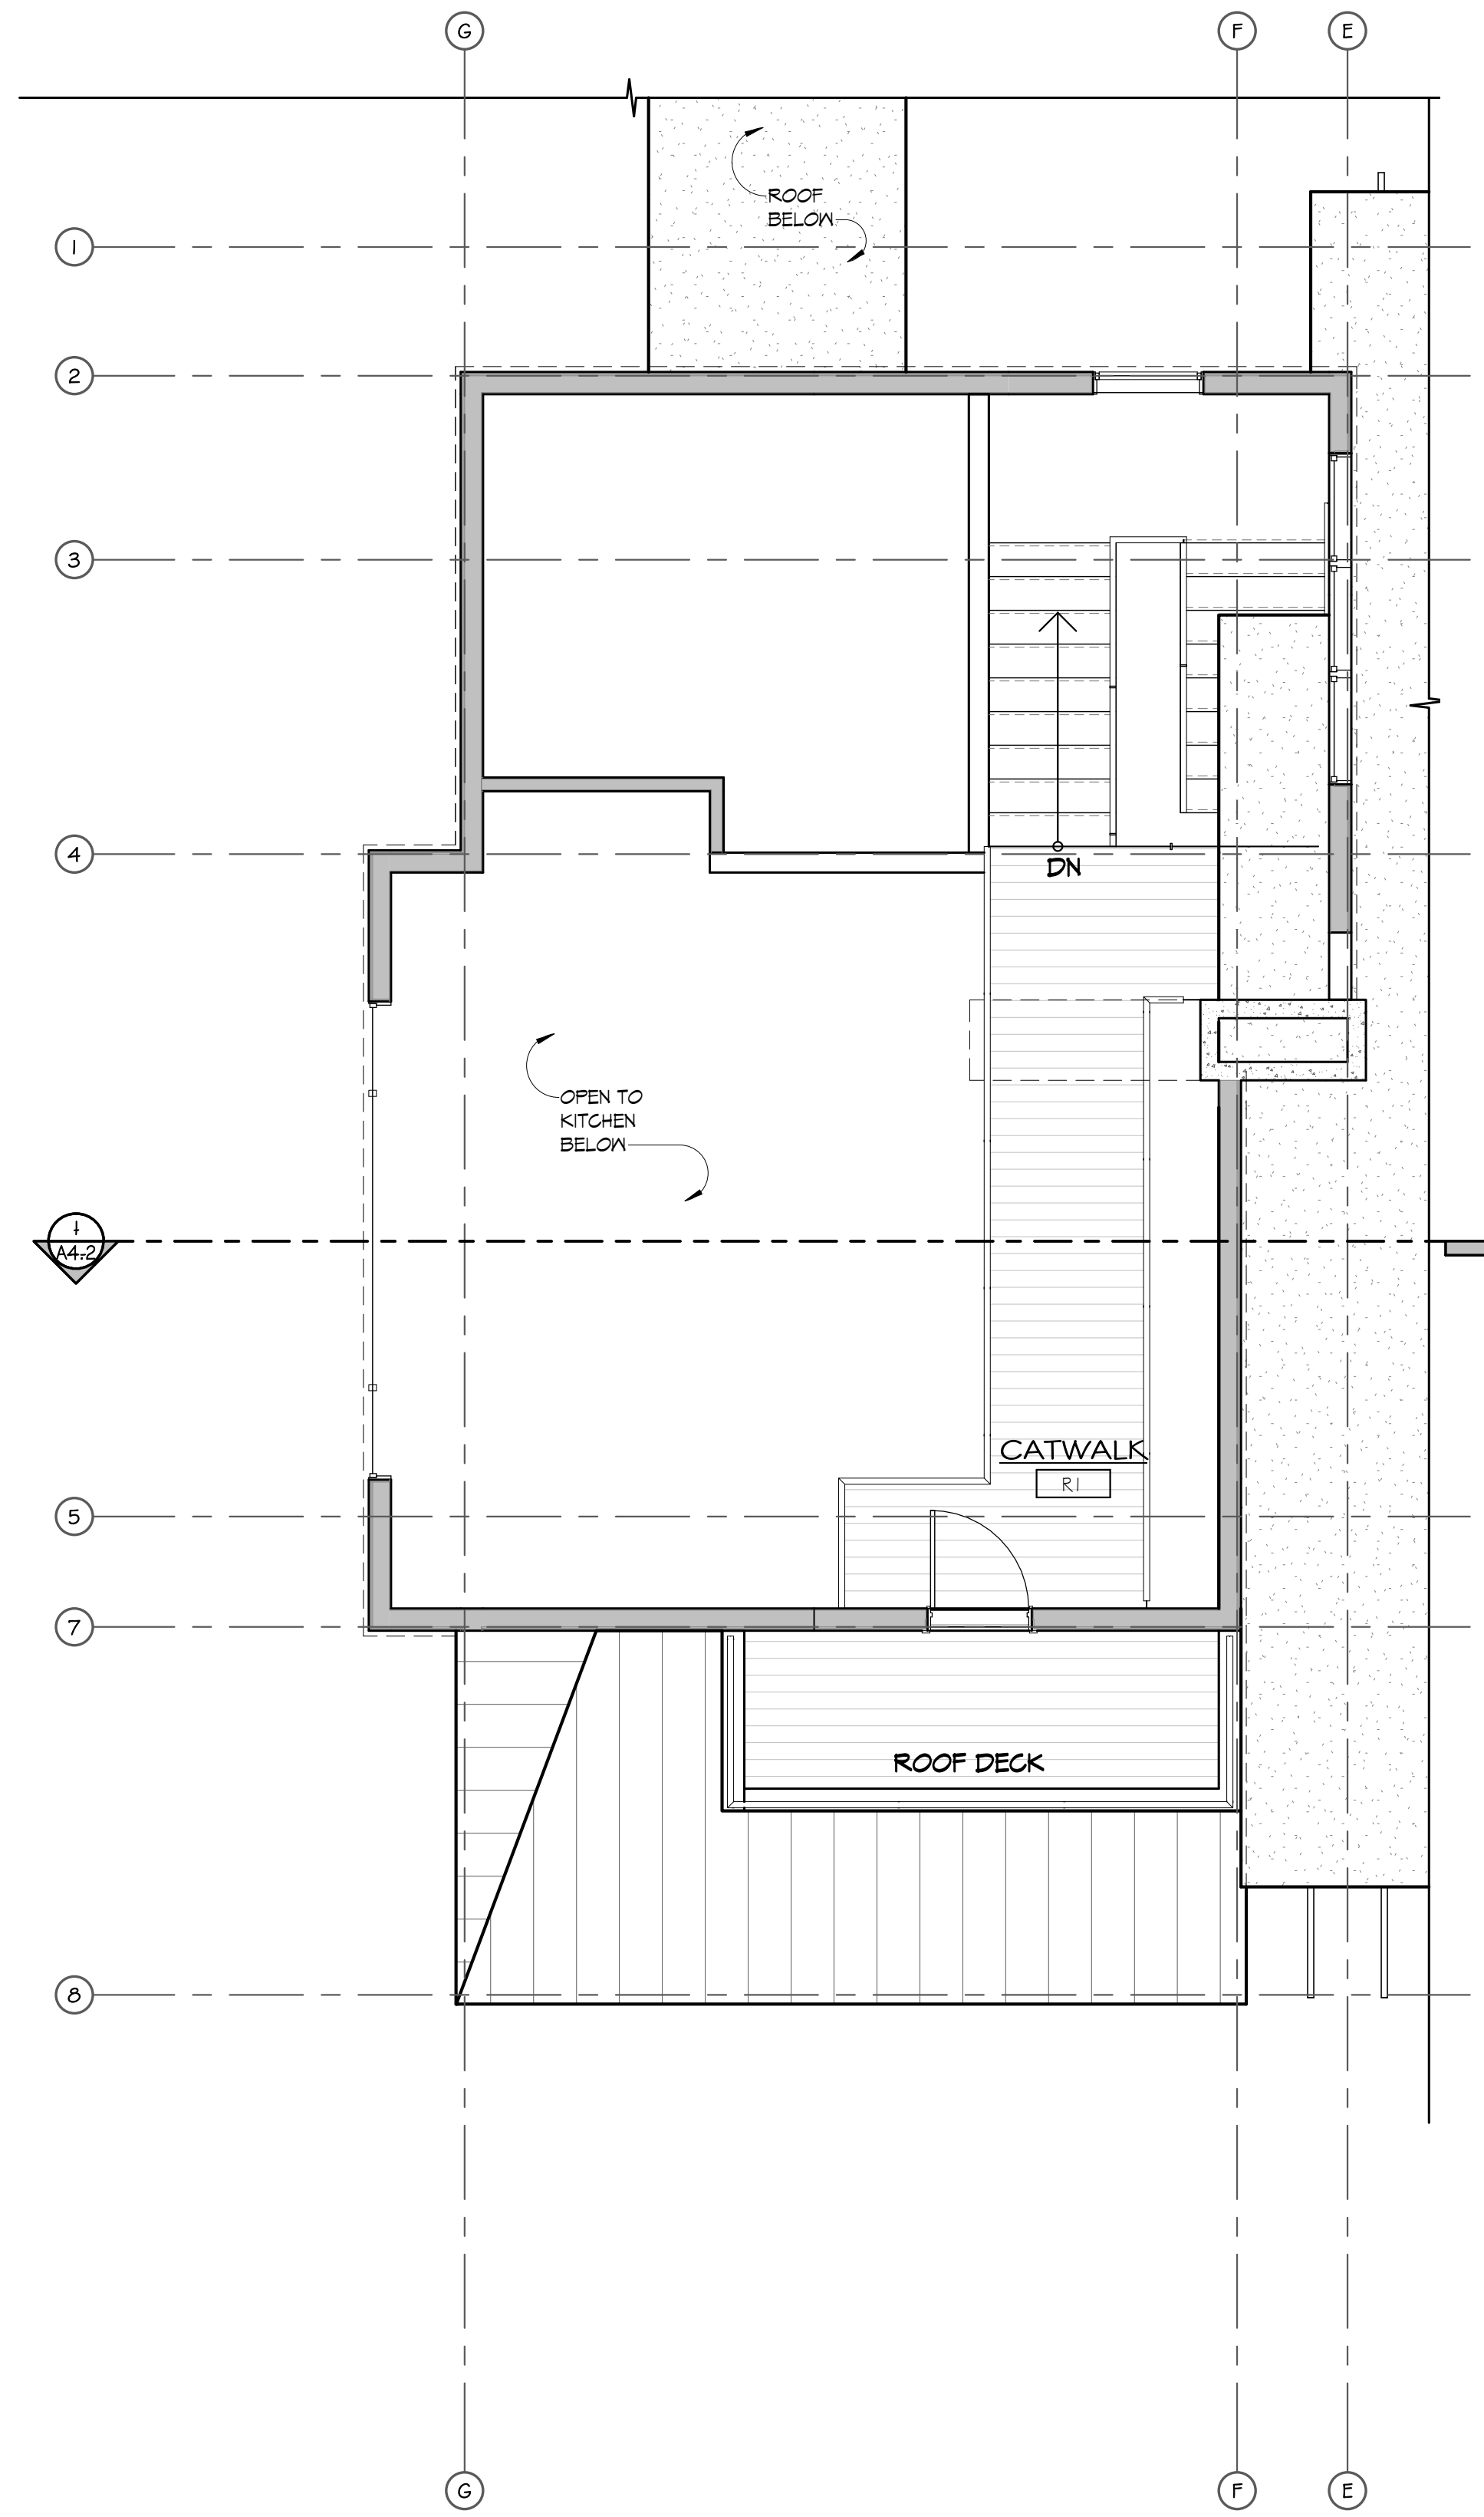 G
F
E
ROOF
BELOW
1
2
3
4
DN
OPEN TO
KITCHEN
BELOW
1
A4.2
CATWALK
R1
5
7
ROOF DECK
8
G
F
E